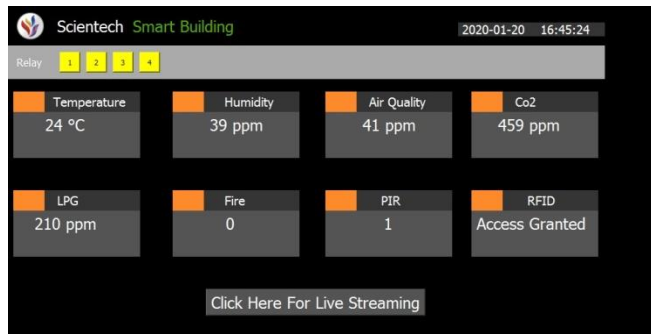 Scientech Smart Building
2020-01-20 16:45:24
Relay 1 2 3 4
Temperature
24 °C
Humidity
39 ppm
Air Quality
41 ppm
Co2
459 ppm
LPG
210 ppm
Fire
0
PIR
1
RFID
Access Granted
Click Here For Live Streaming